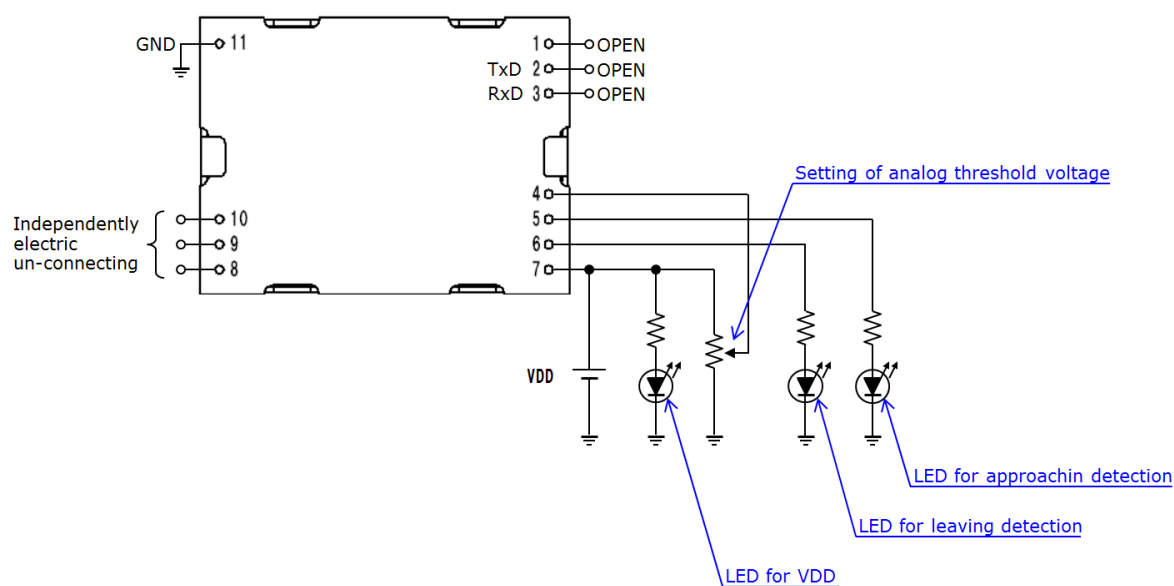 GND
11
1
OPEN
TxD 2
OPEN
RxD 3
OPEN
Setting of analog threshold voltage
4
Independently
electric
un-connecting
10
9
8
5
6
7
VDD
LED for approachin detection
LED for leaving detection
LED for VDD